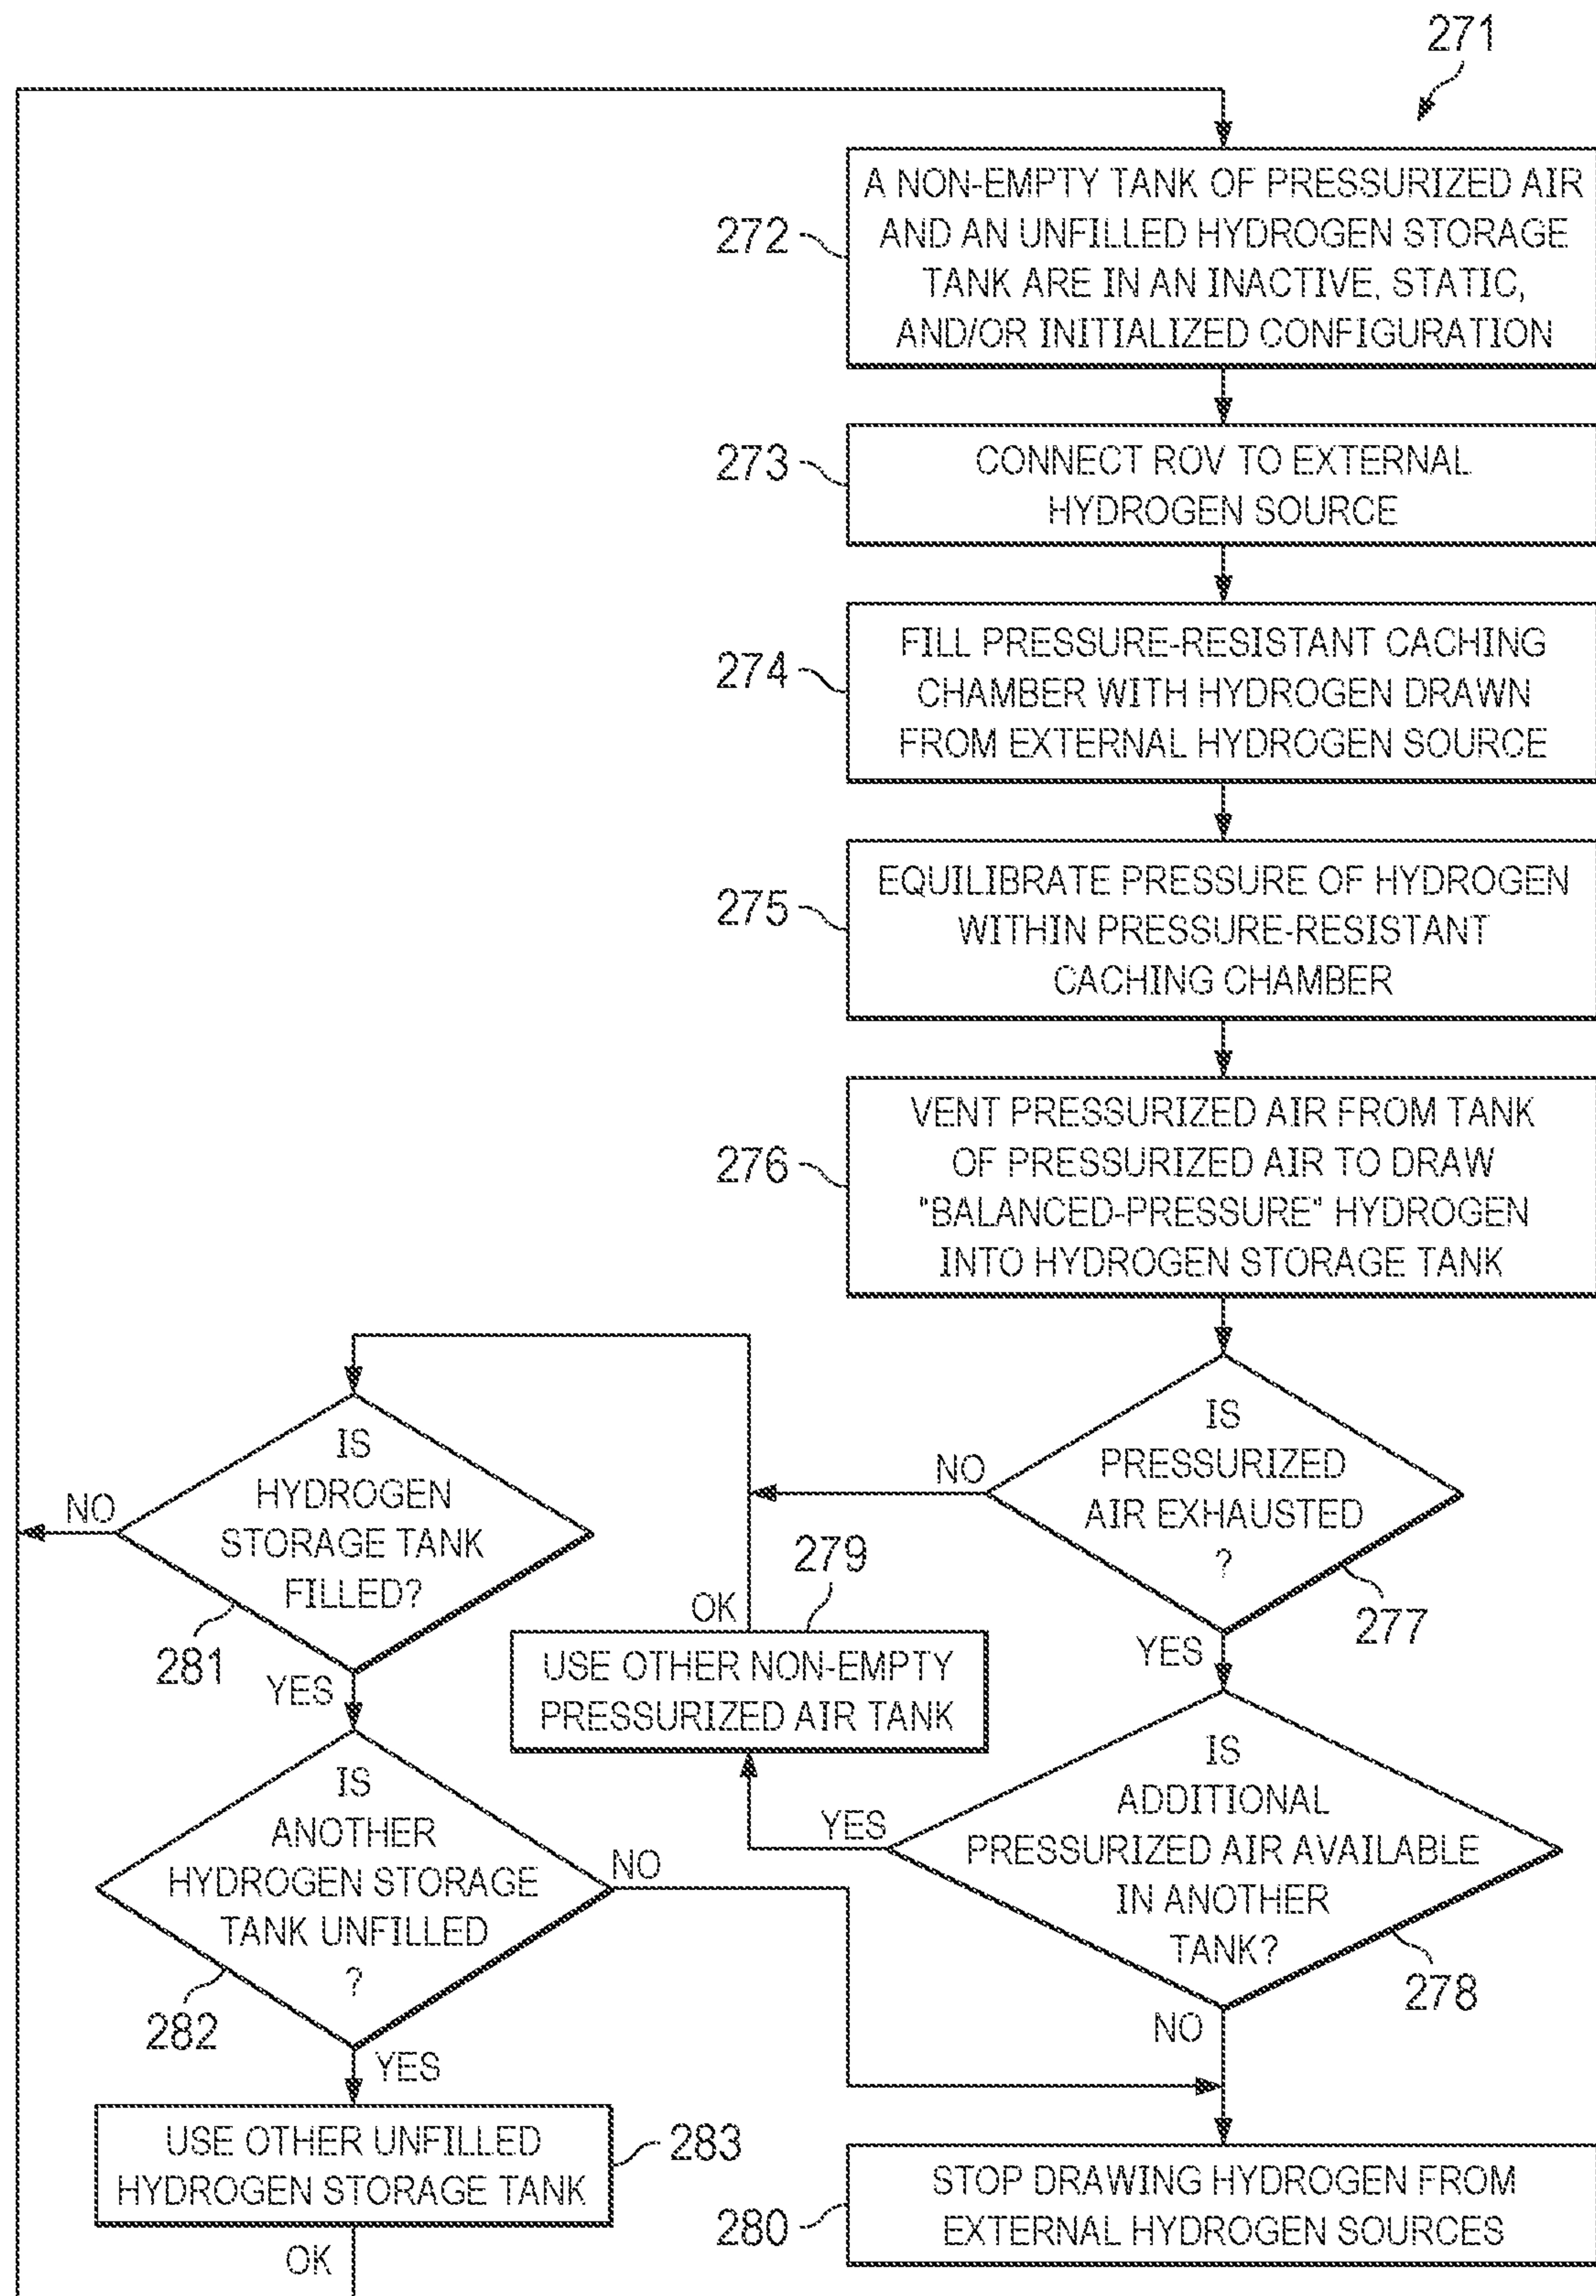 271
A NON-EMPTY TANK OF PRESSURIZED AIR
AND AN UNFILLED HYDROGEN STORAGE
TANK ARE IN AN INACTIVE, STATIC,
AND/OR INITIALIZED CONFIGURATION
272
CONNECT ROV TO EXTERNAL
HYDROGEN SOURCE
273
FILL PRESSURE-RESISTANT CACHING
CHAMBER WITH HYDROGEN DRAWN
FROM EXTERNAL HYDROGEN SOURCE
274
EQUILIBRATE PRESSURE OF HYDROGEN
WITHIN PRESSURE-RESISTANT
CACHING CHAMBER
275
VENT PRESSURIZED AIR FROM TANK
OF PRESSURIZED AIR TO DRAW
"BALANCED-PRESSURE" HYDROGEN
INTO HYDROGEN STORAGE TANK
276
IS
PRESSURIZED
AIR EXHAUSTED
?
NO
YES
277
IS
ADDITIONAL
PRESSURIZED AIR AVAILABLE
IN ANOTHER
TANK?
YES
NO
278
279
OK
USE OTHER NON-EMPTY
PRESSURIZED AIR TANK
IS
HYDROGEN
STORAGE TANK
FILLED?
NO
281
YES
IS
ANOTHER
HYDROGEN STORAGE
TANK UNFILLED
?
NO
282
YES
USE OTHER UNFILLED
HYDROGEN STORAGE TANK
283
OK
STOP DRAWING HYDROGEN FROM
EXTERNAL HYDROGEN SOURCES
280